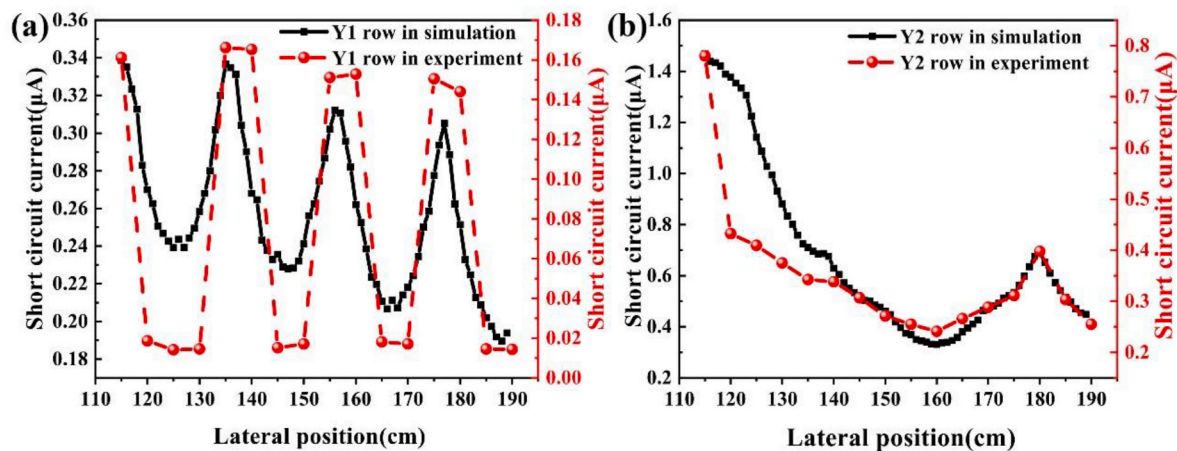 (a)
Y1 row in simulation
Y1 row in experiment
Short circuit current(μA)
0.36
0.34
0.32
0.30
0.28
0.26
0.24
0.22
0.20
0.18
0.18
0.16
0.14
0.12
0.10
0.08
0.06
0.04
0.02
0.00
Short circuit current(μA)
110 120 130 140 150 160 170 180 190
Lateral position(cm)
(b)
Y2 row in simulation
Y2 row in experiment
Short circuit current(μA)
1.6
1.4
1.2
1.0
0.8
0.6
0.4
0.2
0.8
0.7
0.6
0.5
0.4
0.3
0.2
Short circuit current(μA)
110 120 130 140 150 160 170 180 190
Lateral position(cm)